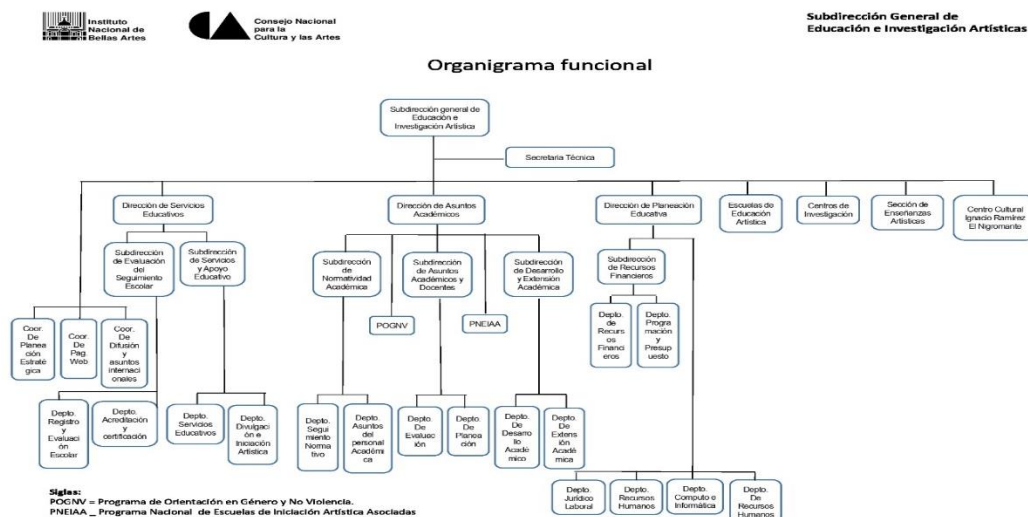 Instituto
Nacional de
Bellas Artes
Consejo Nacional
para la
Cultura y las Artes
Subdirección General de
Educación e Investigación Artísticas
Organigrama funcional
Subdirección general de
Educación e
Investigación Artística
Secretaria Técnica
Dirección de Servicios
Educativos
Dirección de Asuntos
Académicos
Dirección de Planeación
Educativa
Escuelas de
Educación
Artística
Centros de
Investigación
Sección de
Enseñanzas
Artísticas
Centro Cultural
Ignacio Ramírez
El Nigromante
Subdirección
de Evaluación
del
Seguimiento
Escolar
Subdirección
de Servicios
y Apoyo
Educativo
Subdirección
de
Normatividad
Académica
Subdirección
de Asuntos
Académicos y
Docentes
Subdirección
de Desarrollo
y Extensión
Académica
Subdirección
de Recursos
Financieros
POGNV
PNEIAA
Coor.
De
Planea
ción
Estraté
gica
Coor.
De
Pag.
Web
Coor.
De
Difusión y
asuntos
internacio
nales
Depto.
de
Recur
sos
Financi
eros
Depto.
Progra
mación
y
Presup
uesto
Depto.
Registro
y
Evaluac
ión
Escolar
Depto.
Acreditación
y
certificación
Depto.
Servicios
Educativos
Depto.
Divulgac
ión e
Iniciación
Artística
Depto.
Segui
miento
Norma
tivo
Depto.
Asuntos
del
personal
Académi
ca
Depto.
De
Evaluac
ión
Depto.
De
Planea
ción
Depto.
De
Desarro
llo
Acadé
mico
Depto.
De
Extensi
ón
Acadé
mica
Depto.
Jurídico
Laboral
Depto.
Recursos
Humanos
Depto.
Computo e
Informática
Depto.
De
Recursos
Humanos
Siglas:
POGNV = Programa de Orientación en Género y No Violencia.
PNEIAA _ Programa Nacional de Escuelas de Iniciación Artística Asociadas